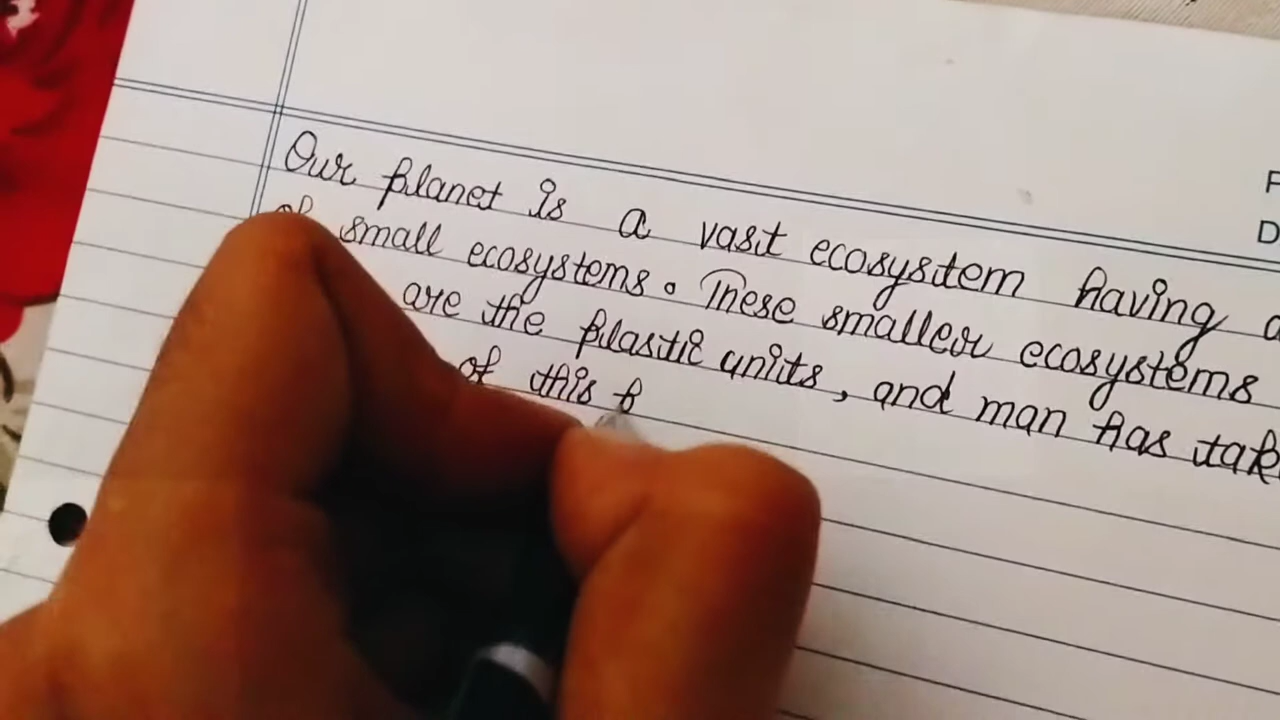 Our planet is a vast ecosystem having a
of small ecosystems. These smaller ecosystems
are the plastic units, and man has tak
of this p
F
D